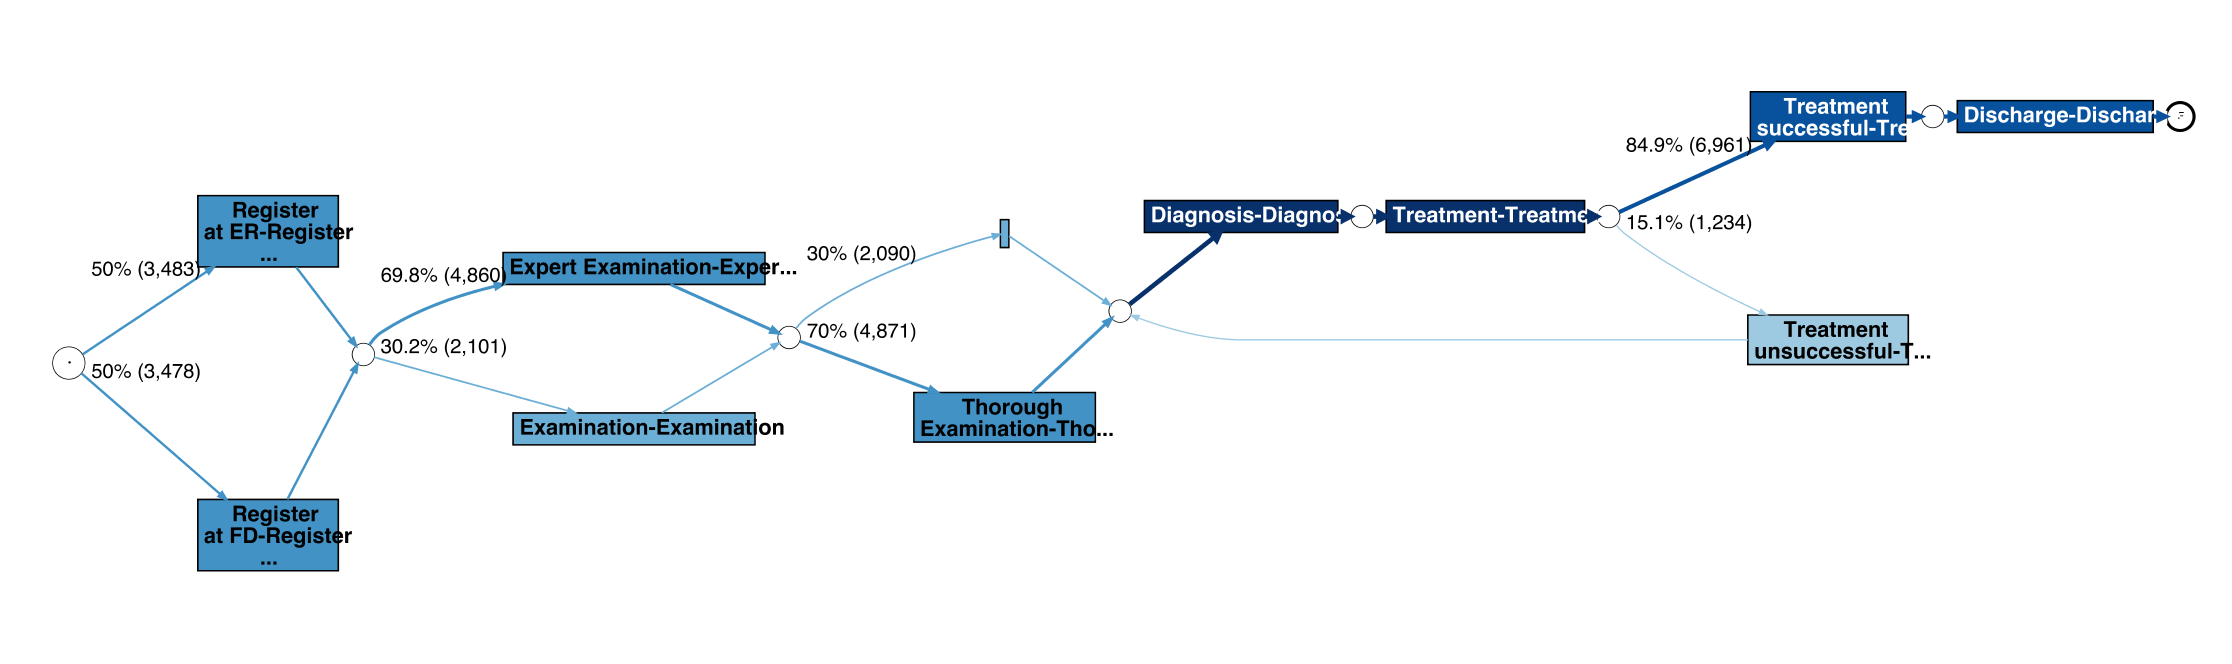 50% (3,483)
Register
at ER-Register
...
50% (3,478)
Register
at FD-Register
...
69.8% (4,860)
Expert Examination-Exper...
30.2% (2,101)
Examination-Examination
30% (2,090)
70% (4,871)
Thorough
Examination-Tho...
Diagnosis-Diagno
Treatment-Treatme
84.9% (6,961)
Treatment
successful-Tre
Discharge-Dischar
15.1% (1,234)
Treatment
unsuccessful-T...